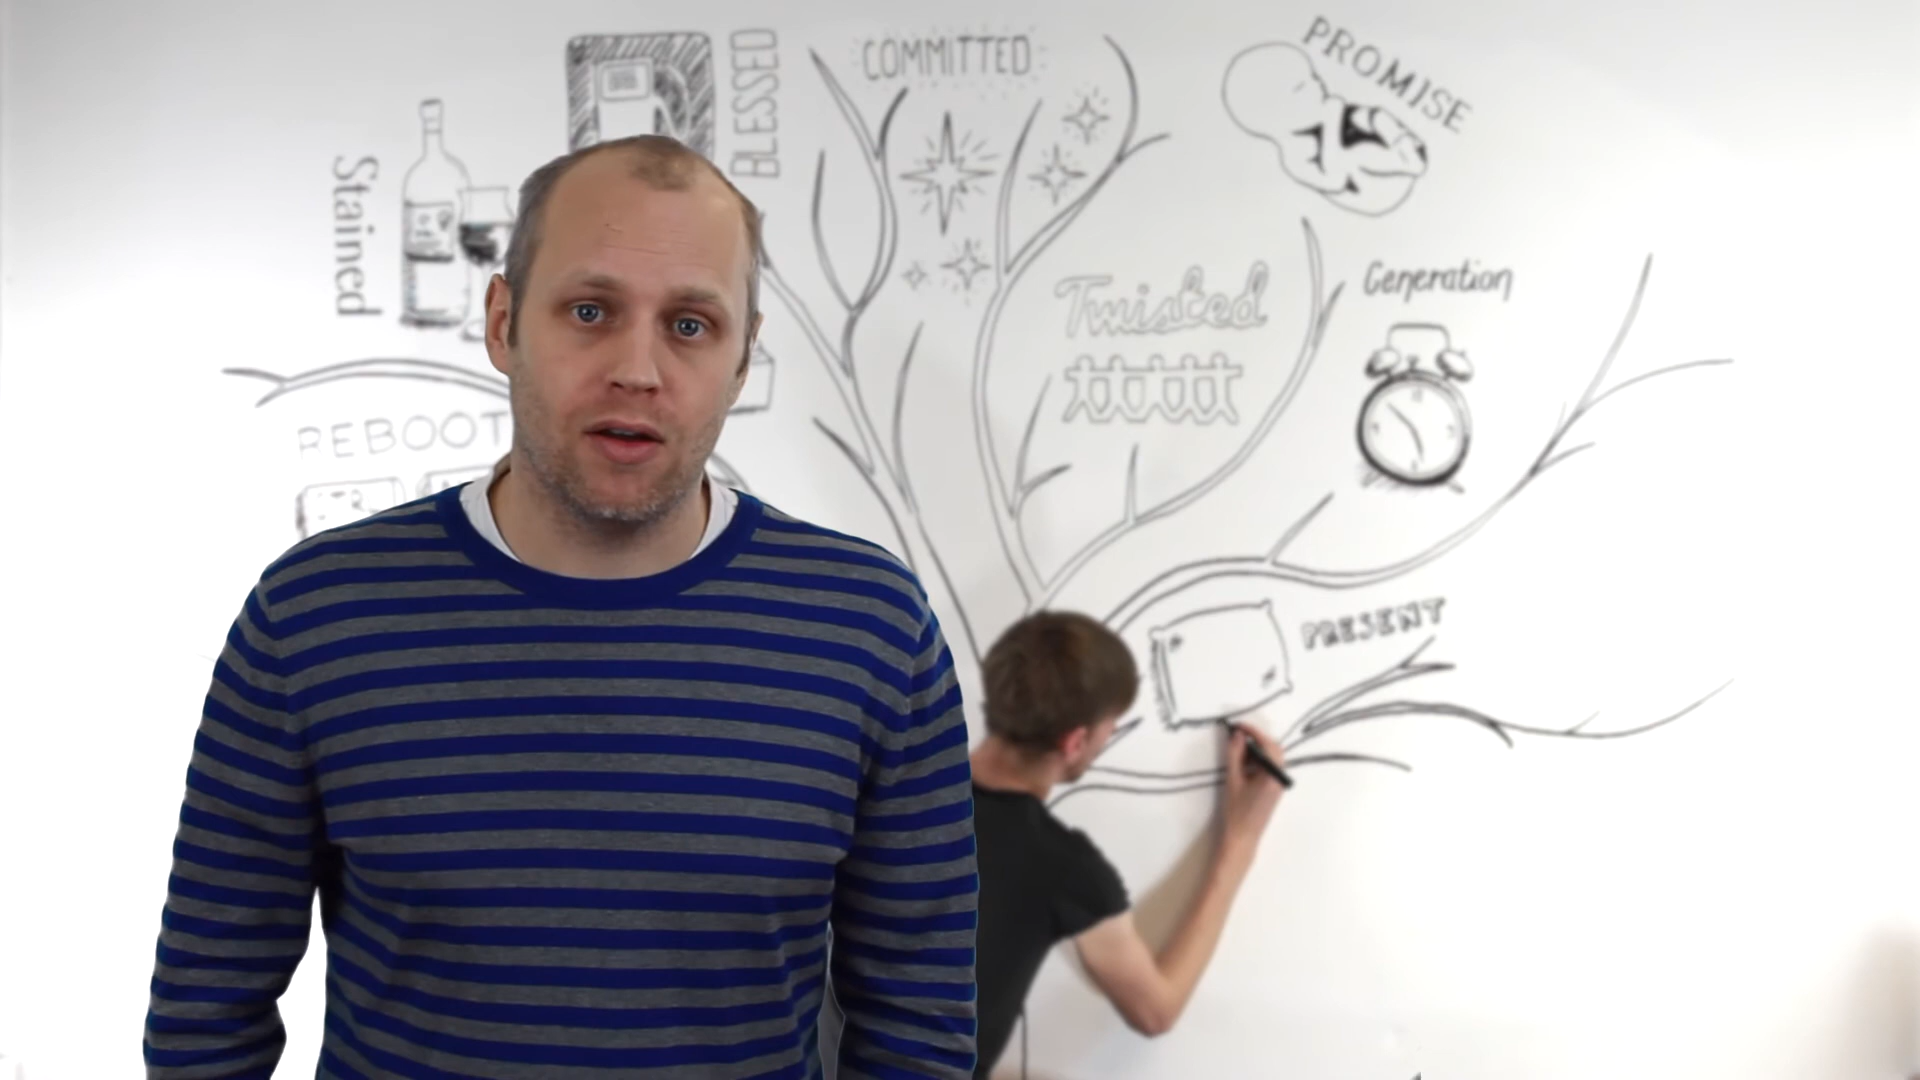 Stained
BLESSED
COMMITTED
PROMISE
Twisted
Generation
REBOOT
PRESENT